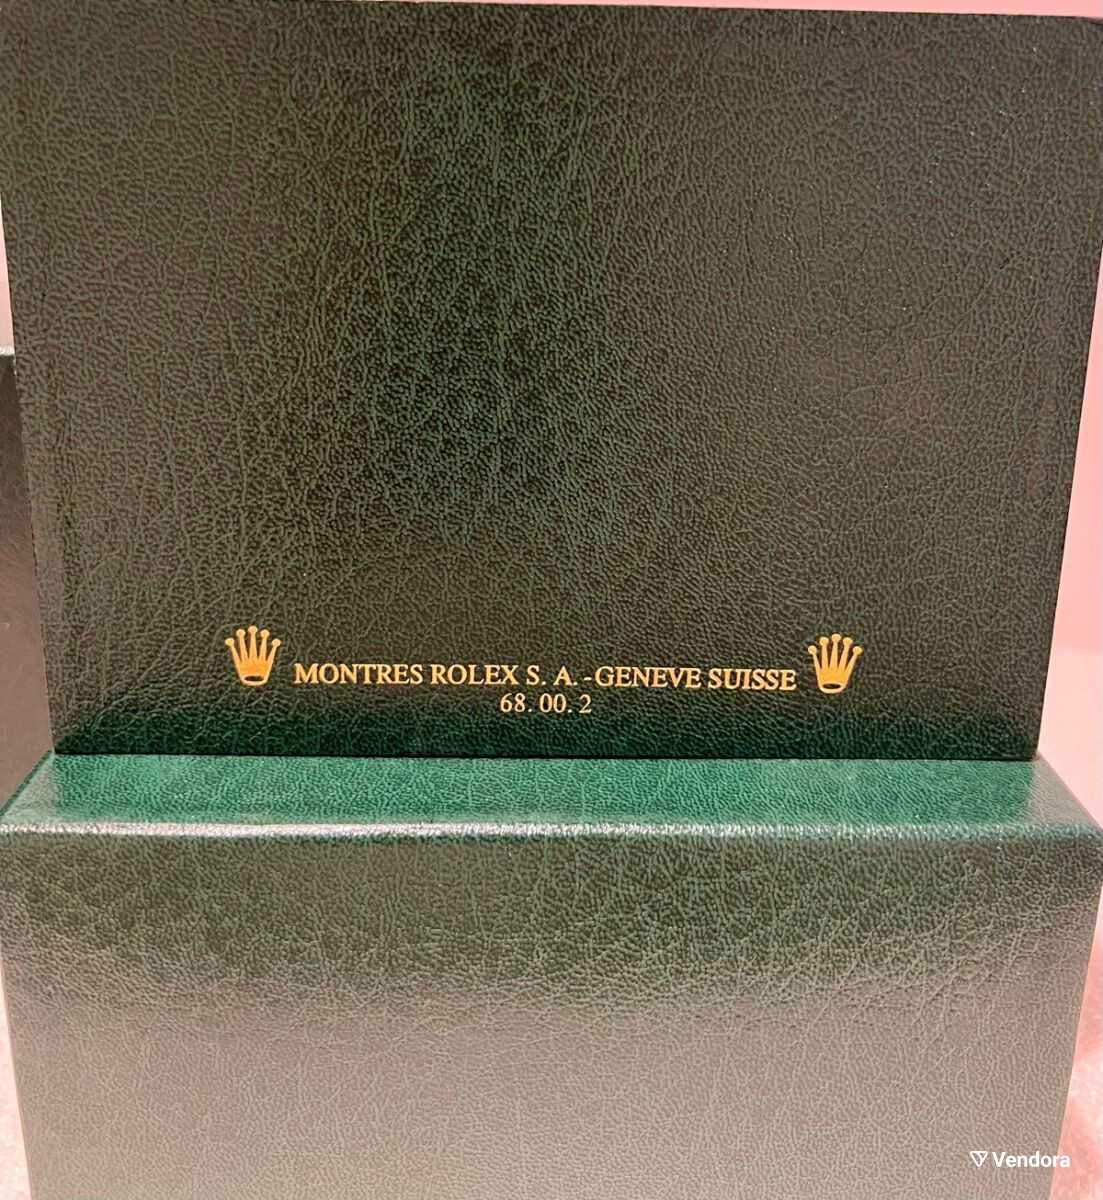 MONTRES ROLEX S. A. -GENEVE SUISSE
68. 00. 2
Vendora